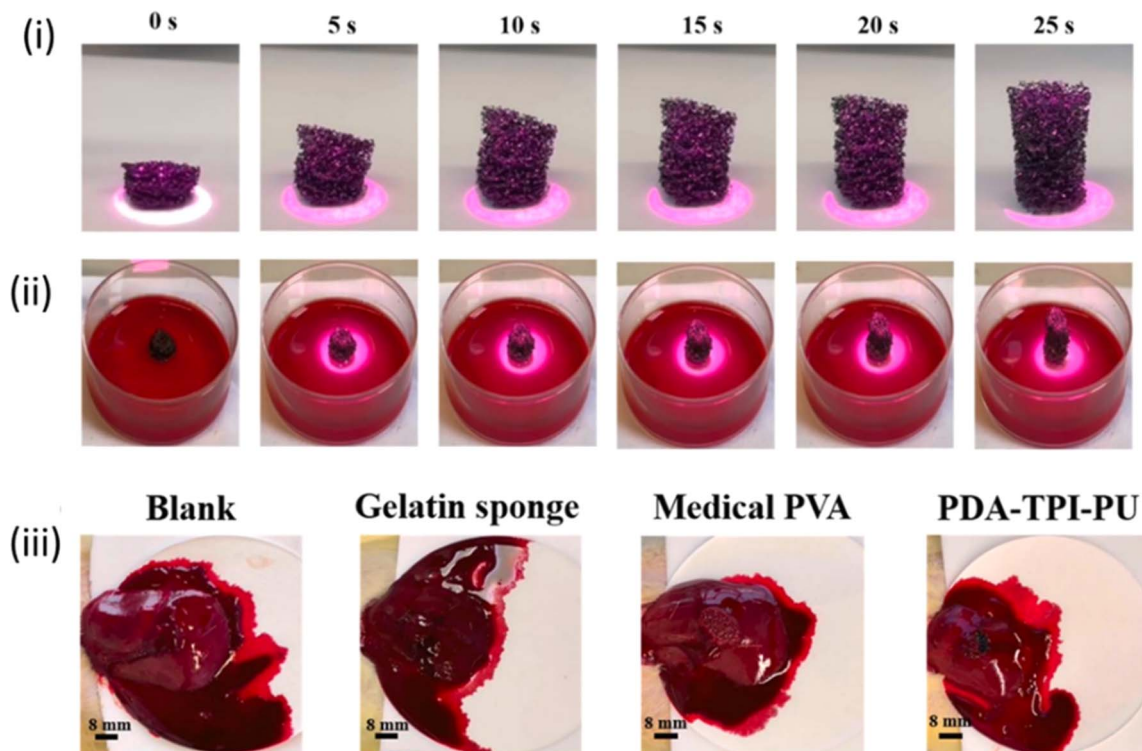 (i)
0 s 5 s 10 s 15 s 20 s 25 s
(ii)
(iii)
Blank Gelatin sponge Medical PVA PDA-TPI-PU
8 mm 8 mm 8 mm 8 mm